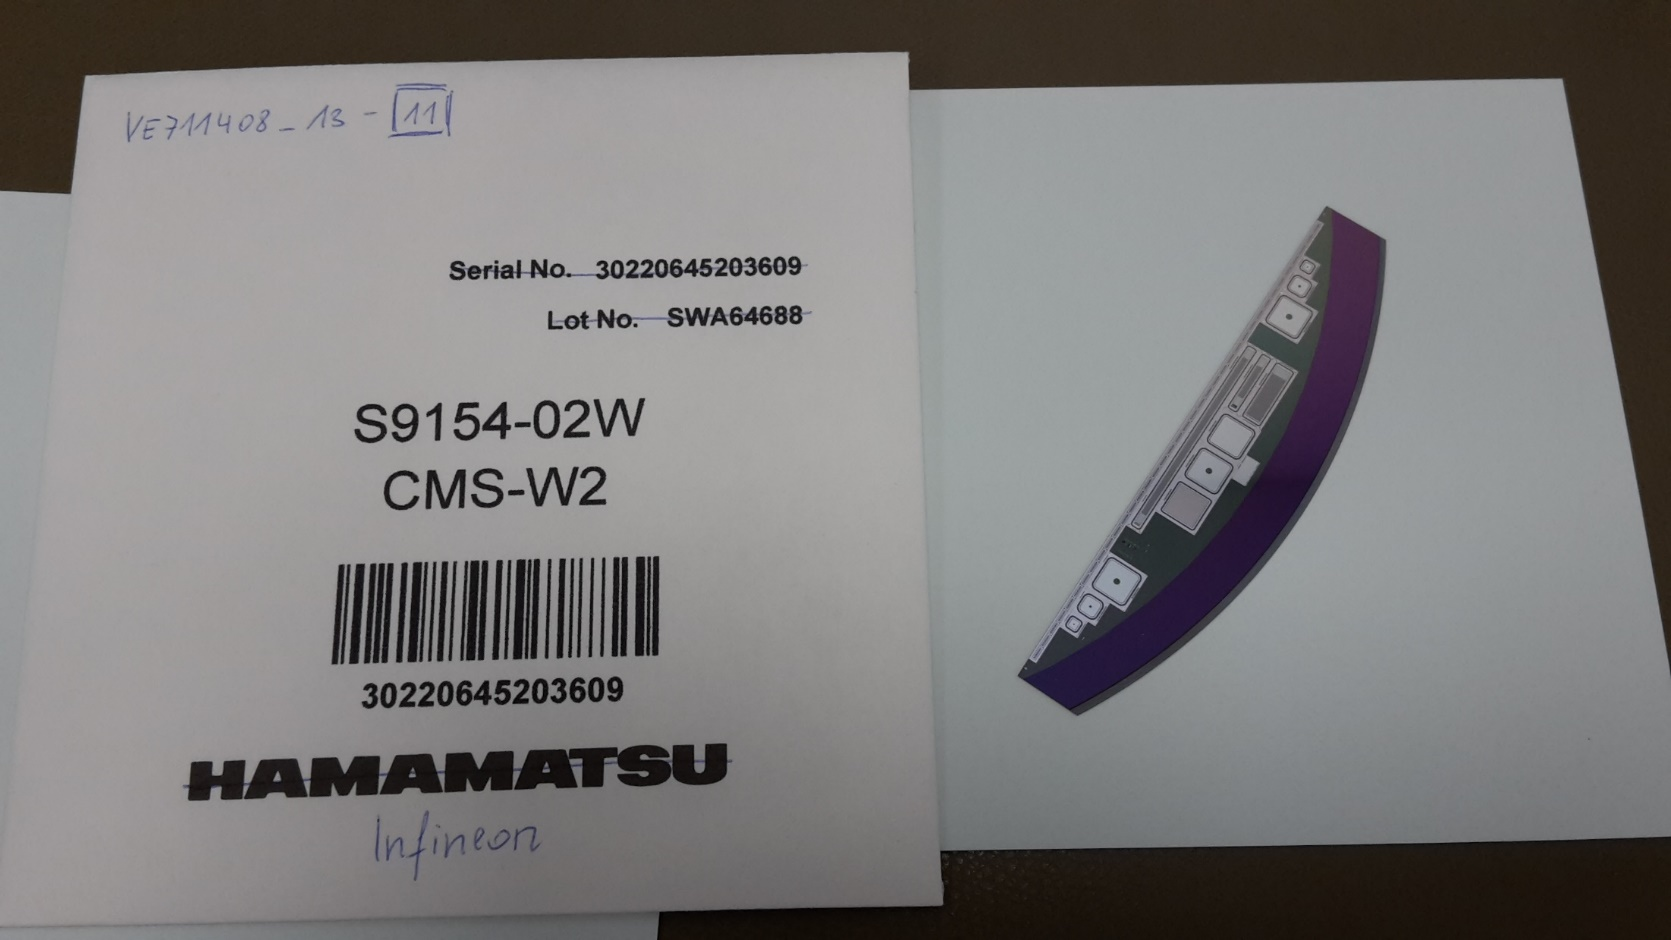 VE711408_13-11
Serial No. 30220645203609
Lot No. SWA64688
S9154-02W
CMS-W2
30220645203609
HAMAMATSU
Infineon